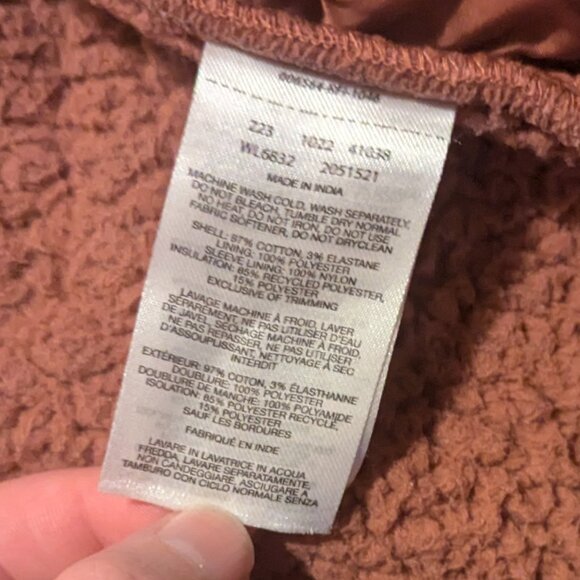 223 1022 41038
WL6832 2051521
MADE IN INDIA
MACHINE WASH COLD, WASH SEPARATELY,
DO NOT BLEACH, TUMBLE DRY NORMAL
NO HEAT, DO NOT IRON, DO NOT USE
FABRIC SOFTENER, DO NOT DRYCLEAN
SHELL: 97% COTTON, 3% ELASTANE
LINING: 100% POLYESTER
SLEEVE LINING: 100% NYLON
INSULATION: 85% RECYCLED POLYESTER,
15% POLYESTER
EXCLUSIVE OF TRIMMING
LAVAGE MACHINE À FROID, LAVER
SÉPAREMENT, NE PAS UTILISER D'EAU
DE JAVEL, SÉCHAGE MACHINE À FROID,
NE PAS REPASSER, NE PAS UTILISER
D'ASSOUPLISSANT, NETTOYAGE À SEC
INTERDIT
EXTÉRIEUR: 97% COTON, 3% ÉLASTHANNE
DOUBLURE: 100% POLYESTER
DOUBLURE DE MANCHE: 100% POLYAMIDE
ISOLATION: 85% POLYESTER RECYCLÉ,
15% POLYESTER
SAUF LES BORDURES
FABRIQUÉ EN INDE
LAVARE IN LAVATRICE IN ACQUA
FREDDA, LAVARE SEPARATAMENTE,
NON CANDEGGIARE, ASCIUGARE A
TAMBURO CON CICLO NORMALE SENZA